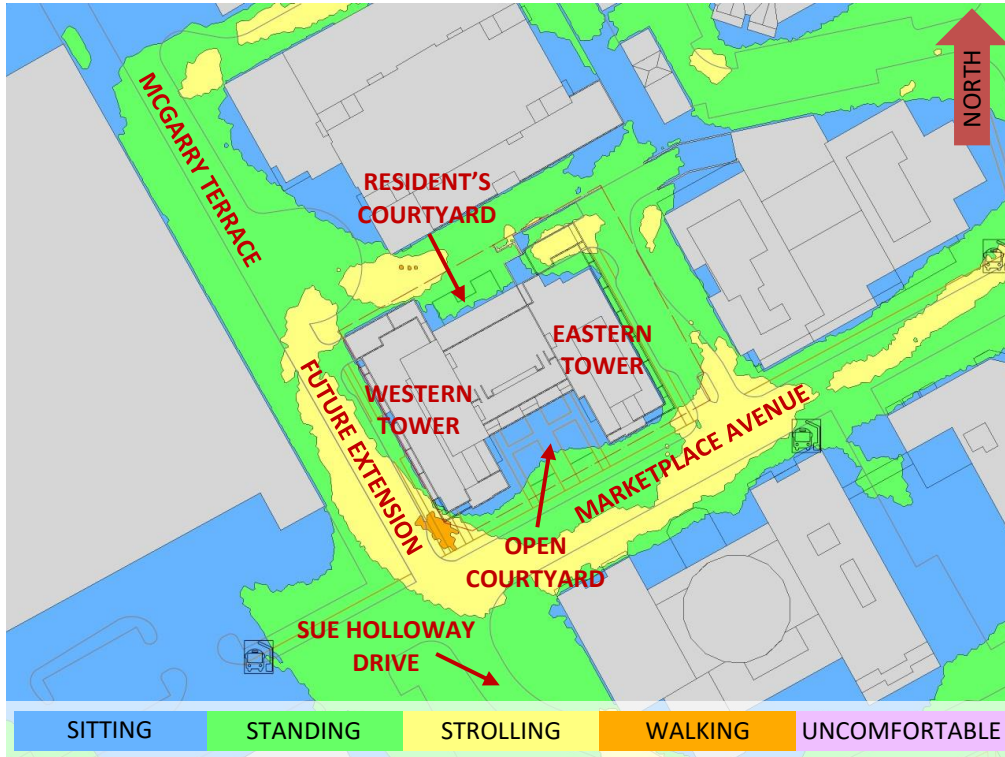 NORTH
MCGARRY TERRACE
RESIDENT'S
COURTYARD
EASTERN
TOWER
WESTERN
TOWER
FUTURE EXTENSION
MARKETPLACE AVENUE
OPEN
COURTYARD
SUE HOLLOWAY
DRIVE
SITTING
STANDING
STROLLING
WALKING
UNCOMFORTABLE